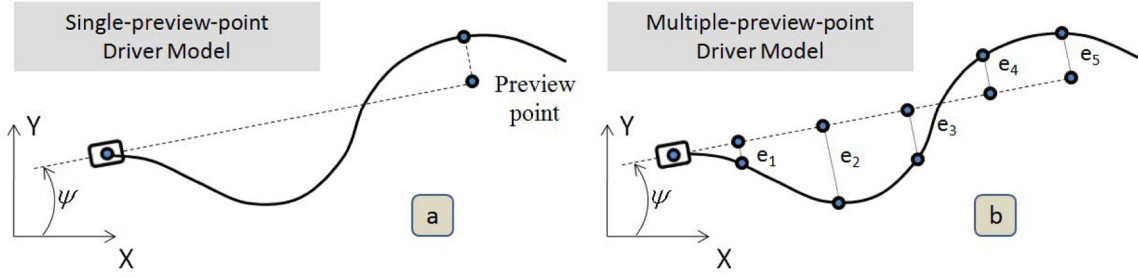 Single-preview-point
Driver Model
Preview
point
Y
ψ
X
a
Multiple-preview-point
Driver Model
e₄
e₅
e₃
e₁
e₂
Y
ψ
X
b